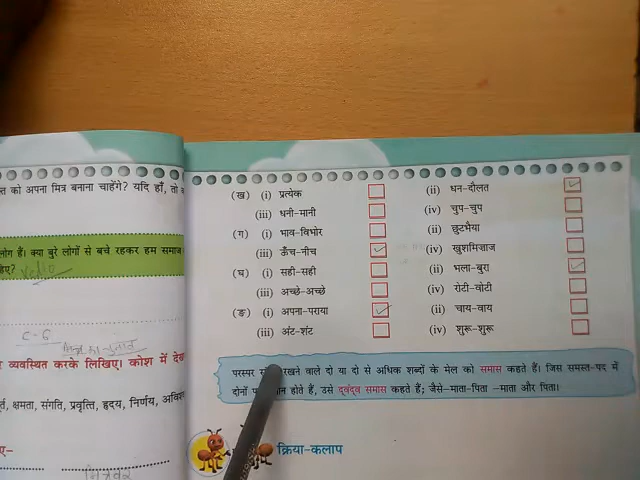 त को अपना मित्र बनाना चाहेंगे? यदि हाँ, तो
लोग हैं। क्या बुरे लोगों से बचे रहकर हम समाज
हिए?
C-G
व्यवस्थित करके लिखिए। कोश में
क्षमता, संगति, प्रवृत्ति, हृदय, निर्णय,
(ख) (i) प्रत्येक (ii) धन-दौलत
(iii) धनी-मानी (iv) चुप-चुप
(ग) (i) भाव-विभोर (ii) छुटभैया
(iii) ऊँच-नीच (iv) खुशमिज़ाज
(घ) (i) सही-सही (ii) भला-बुरा
(iii) अच्छे-अच्छे (iv) रोटी-वोटी
(ङ) (i) अपना-पराया (ii) चाय-वाय
(iii) अंट-शंट (iv) शुरू-शुरू
परस्पर रखने वाले दो या दो से अधिक शब्दों के मेल को समास कहते हैं। जिस समस्त-पद में
दोनों होते हैं, उसे द्वंद्व समास कहते हैं; जैसे-माता-पिता -माता और पिता।
क्रिया-कलाप